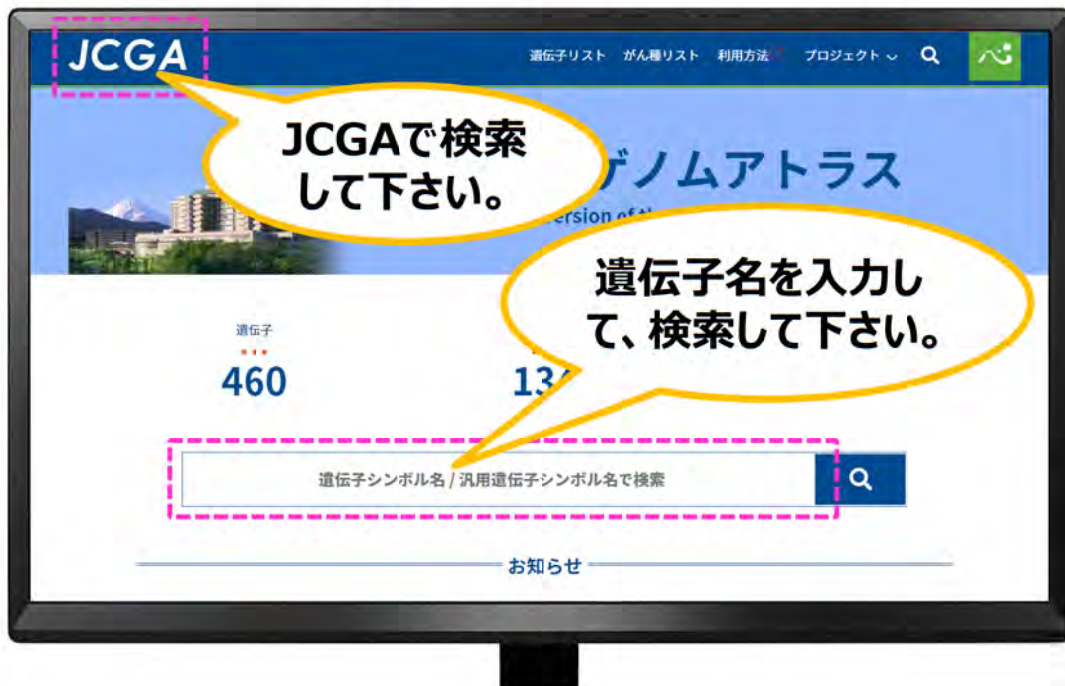 JCGA
遺伝子リスト がん種リスト 利用方法 プロジェクト
JCGAで検索
して下さい。
ゲノムアトラス
of
遺伝子名を入力し
て、検索して下さい。
遺伝子
460
遺伝子シンボル名 / 汎用遺伝子シンボル名で検索
お知らせ